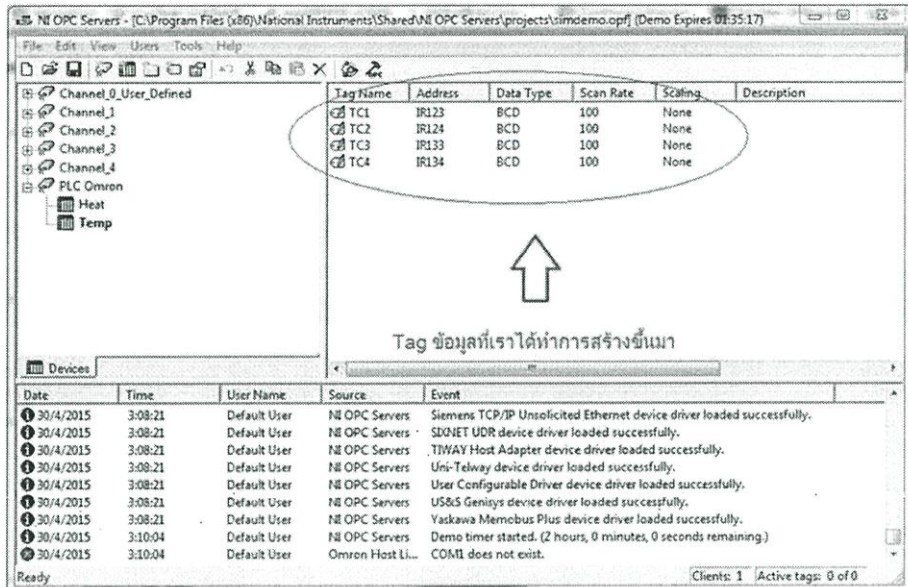 NI OPC Servers - [C:\Program Files (x86)\National Instruments\Shared\NI OPC Servers\projects\simdemo.opf] (Demo Expires 01:35:17)
File Edit View Users Tools Help
Channel_0_User_Defined
Channel_1
Channel_2
Channel_3
Channel_4
PLC Omron
Heat
Temp
Devices
Tag Name Address Data Type Scan Rate Scaling Description
TC1 IR123 BCD 100 None
TC2 IR124 BCD 100 None
TC3 IR133 BCD 100 None
TC4 IR134 BCD 100 None
Tag ข้อมูลที่เราได้ทำการสร้างขึ้นมา
Date Time User Name Source Event
30/4/2015 3:08:21 Default User NI OPC Servers Siemens TCP/IP Unsolicited Ethernet device driver loaded successfully.
30/4/2015 3:08:21 Default User NI OPC Servers SIXNET UDR device driver loaded successfully.
30/4/2015 3:08:21 Default User NI OPC Servers TIWAY Host Adapter device driver loaded successfully.
30/4/2015 3:08:21 Default User NI OPC Servers Uni-Telway device driver loaded successfully.
30/4/2015 3:08:21 Default User NI OPC Servers User Configurable Driver device driver loaded successfully.
30/4/2015 3:08:21 Default User NI OPC Servers US&S Genisys device driver loaded successfully.
30/4/2015 3:08:21 Default User NI OPC Servers Yaskawa Memobus Plus device driver loaded successfully.
30/4/2015 3:10:04 Default User NI OPC Servers Demo timer started. (2 hours, 0 minutes, 0 seconds remaining.)
30/4/2015 3:10:04 Default User Omron Host Li... COM1 does not exist.
Ready Clients: 1 Active tags: 0 of 0